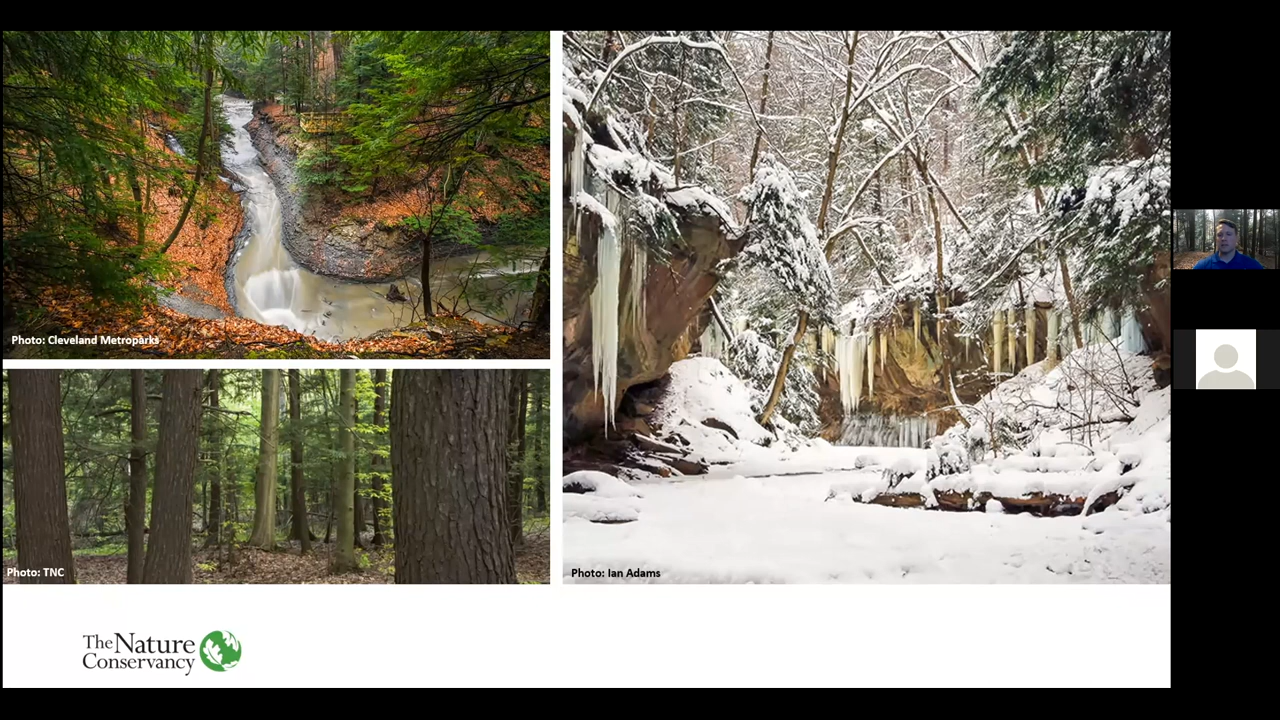 Photo: Cleveland Metroparks
Photo: TNC
Photo: Ian Adams
The Nature
Conservancy